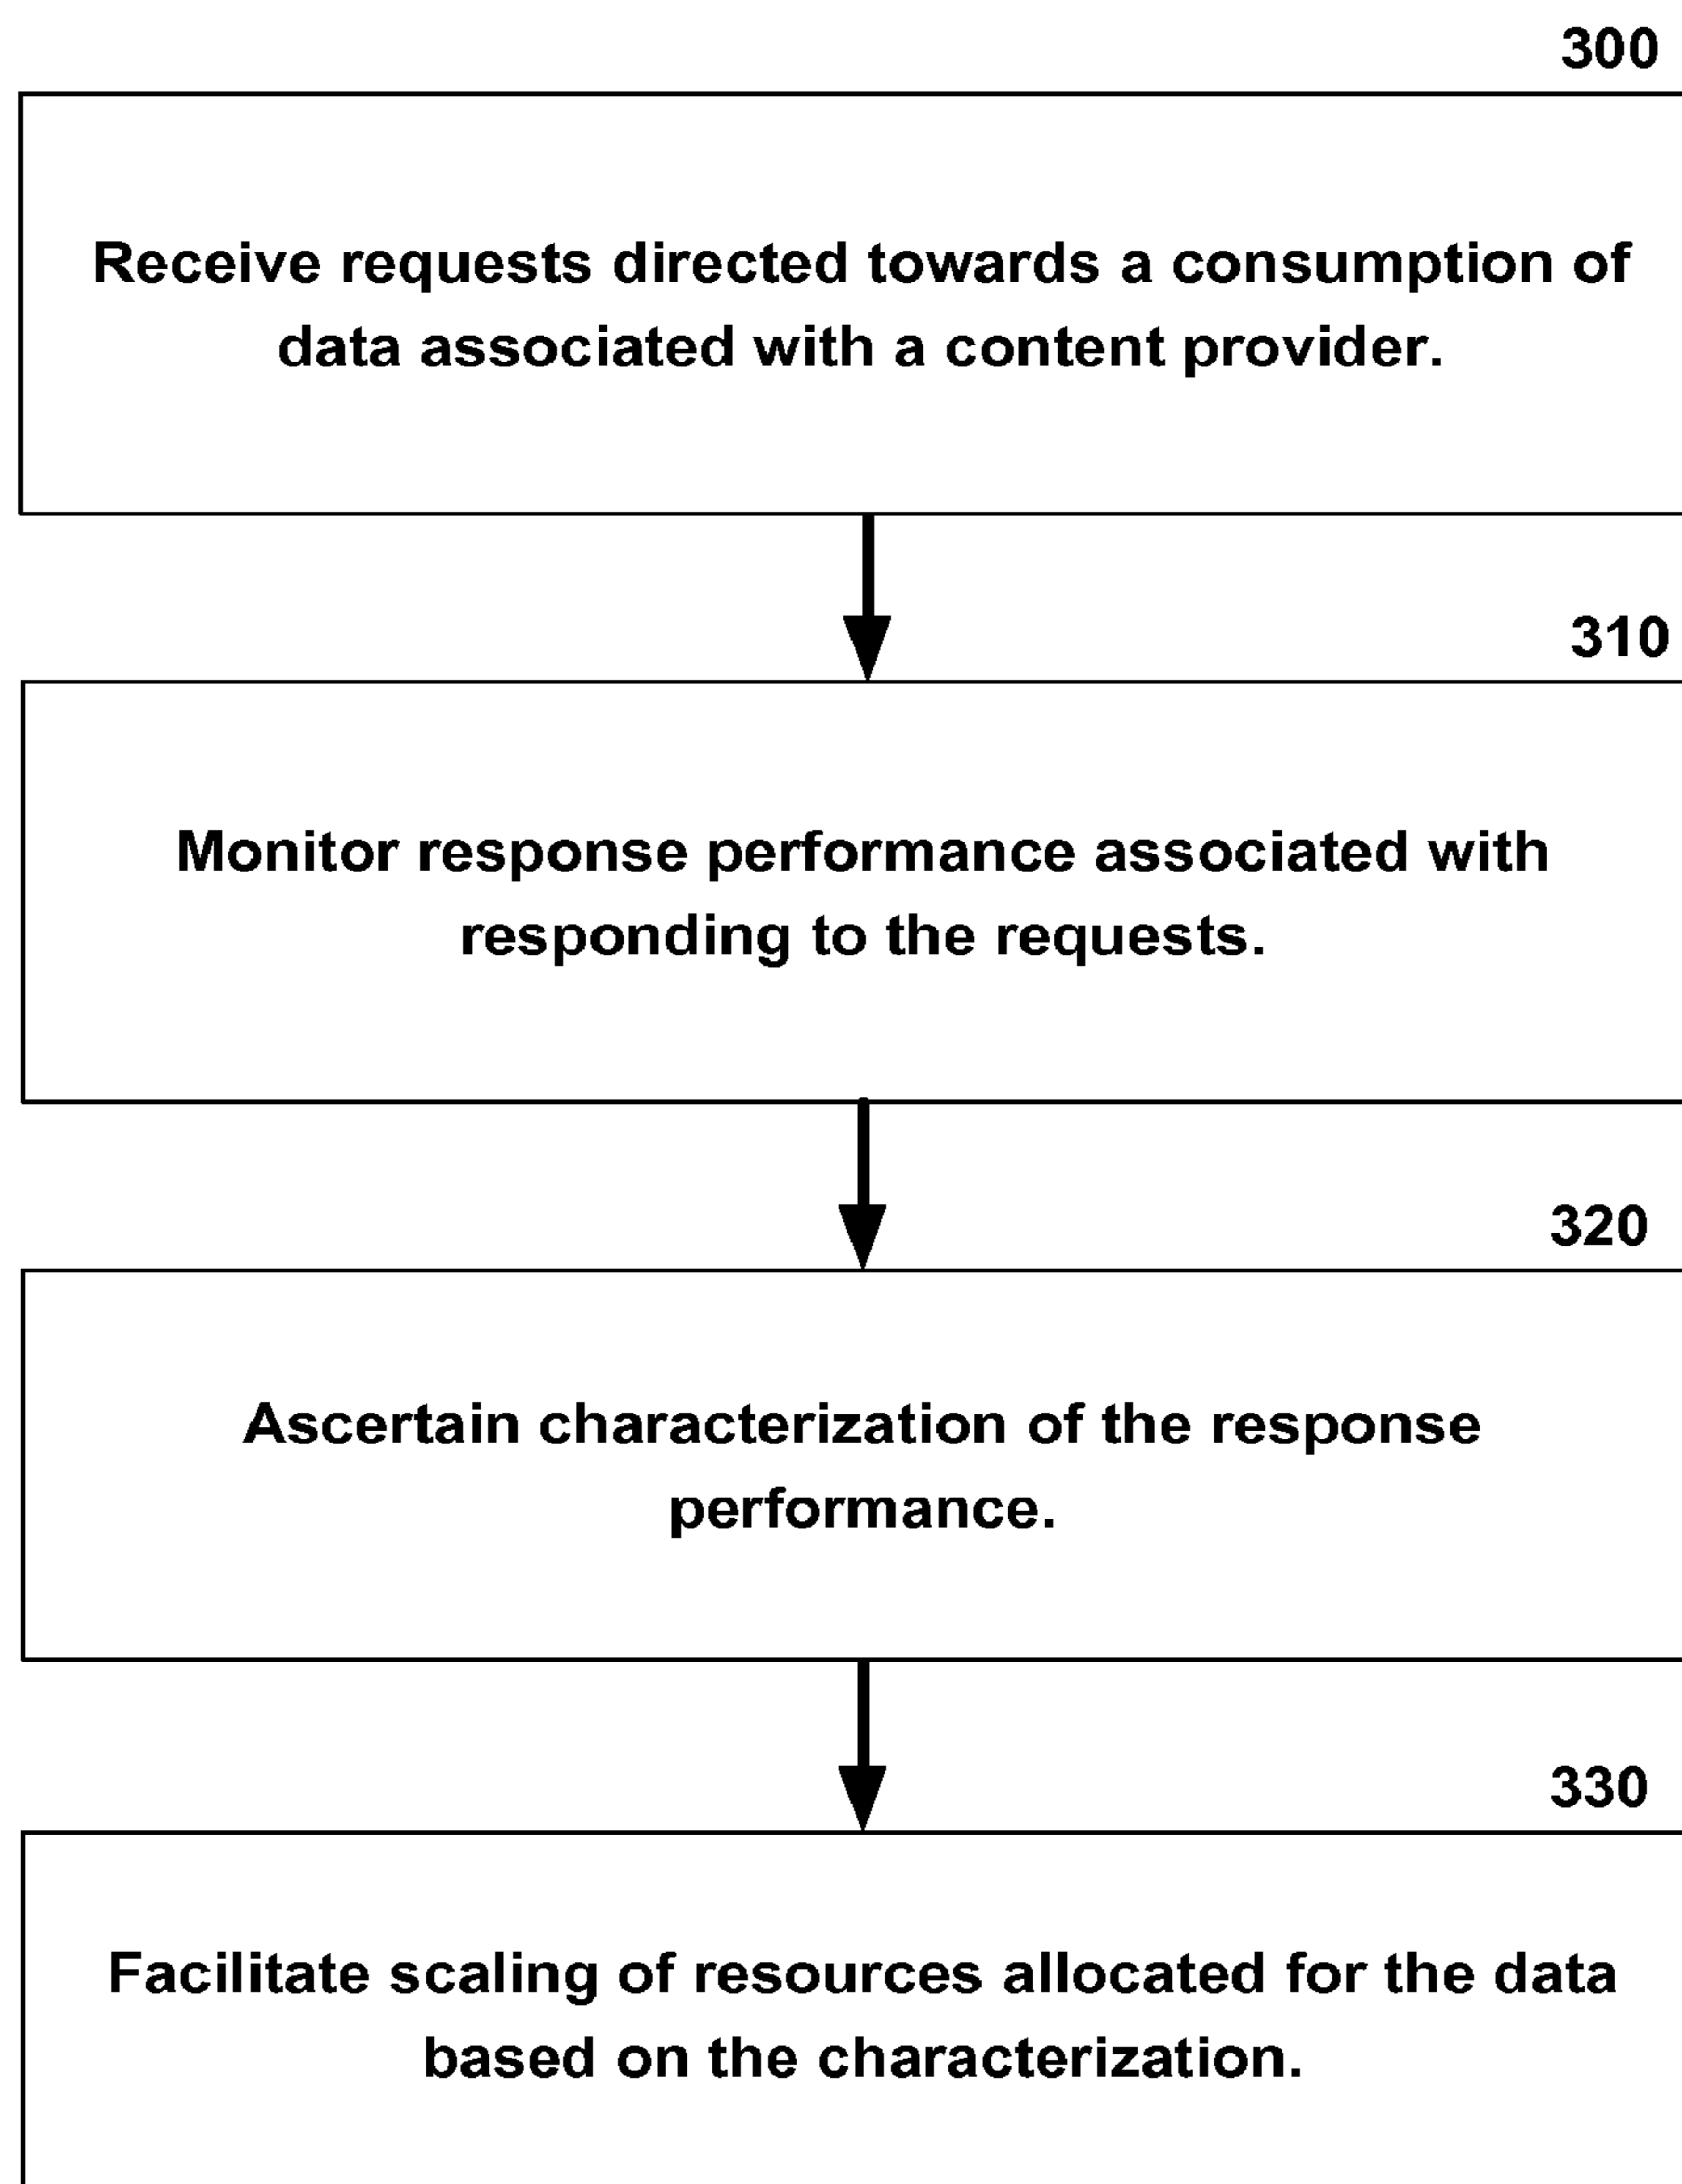 300
Receive requests directed towards a consumption of
data associated with a content provider.
310
Monitor response performance associated with
responding to the requests.
320
Ascertain characterization of the response
performance.
330
Facilitate scaling of resources allocated for the data
based on the characterization.